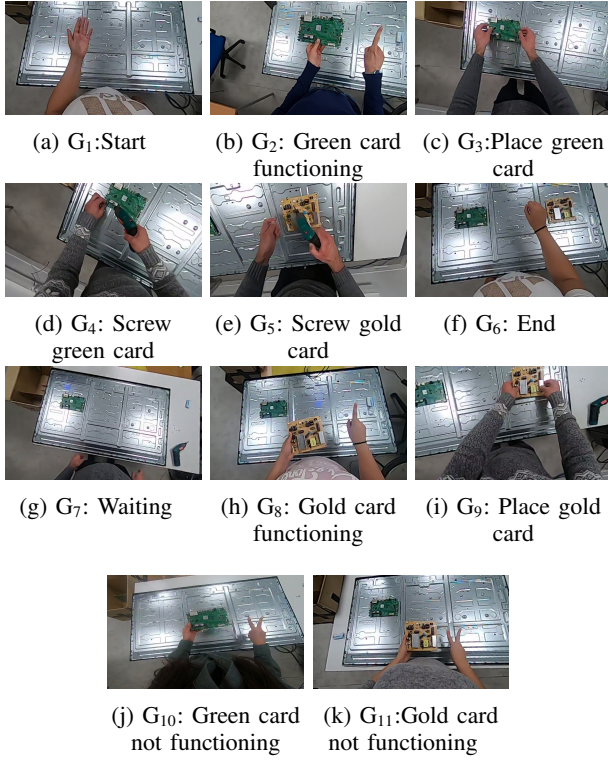 (a) G₁:Start
(b) G₂: Green card
functioning
(c) G₃:Place green
card
(d) G₄: Screw
green card
(e) G₅: Screw gold
card
(f) G₆: End
(g) G₇: Waiting
(h) G₈: Gold card
functioning
(i) G₉: Place gold
card
(j) G₁₀: Green card
not functioning
(k) G₁₁:Gold card
not functioning